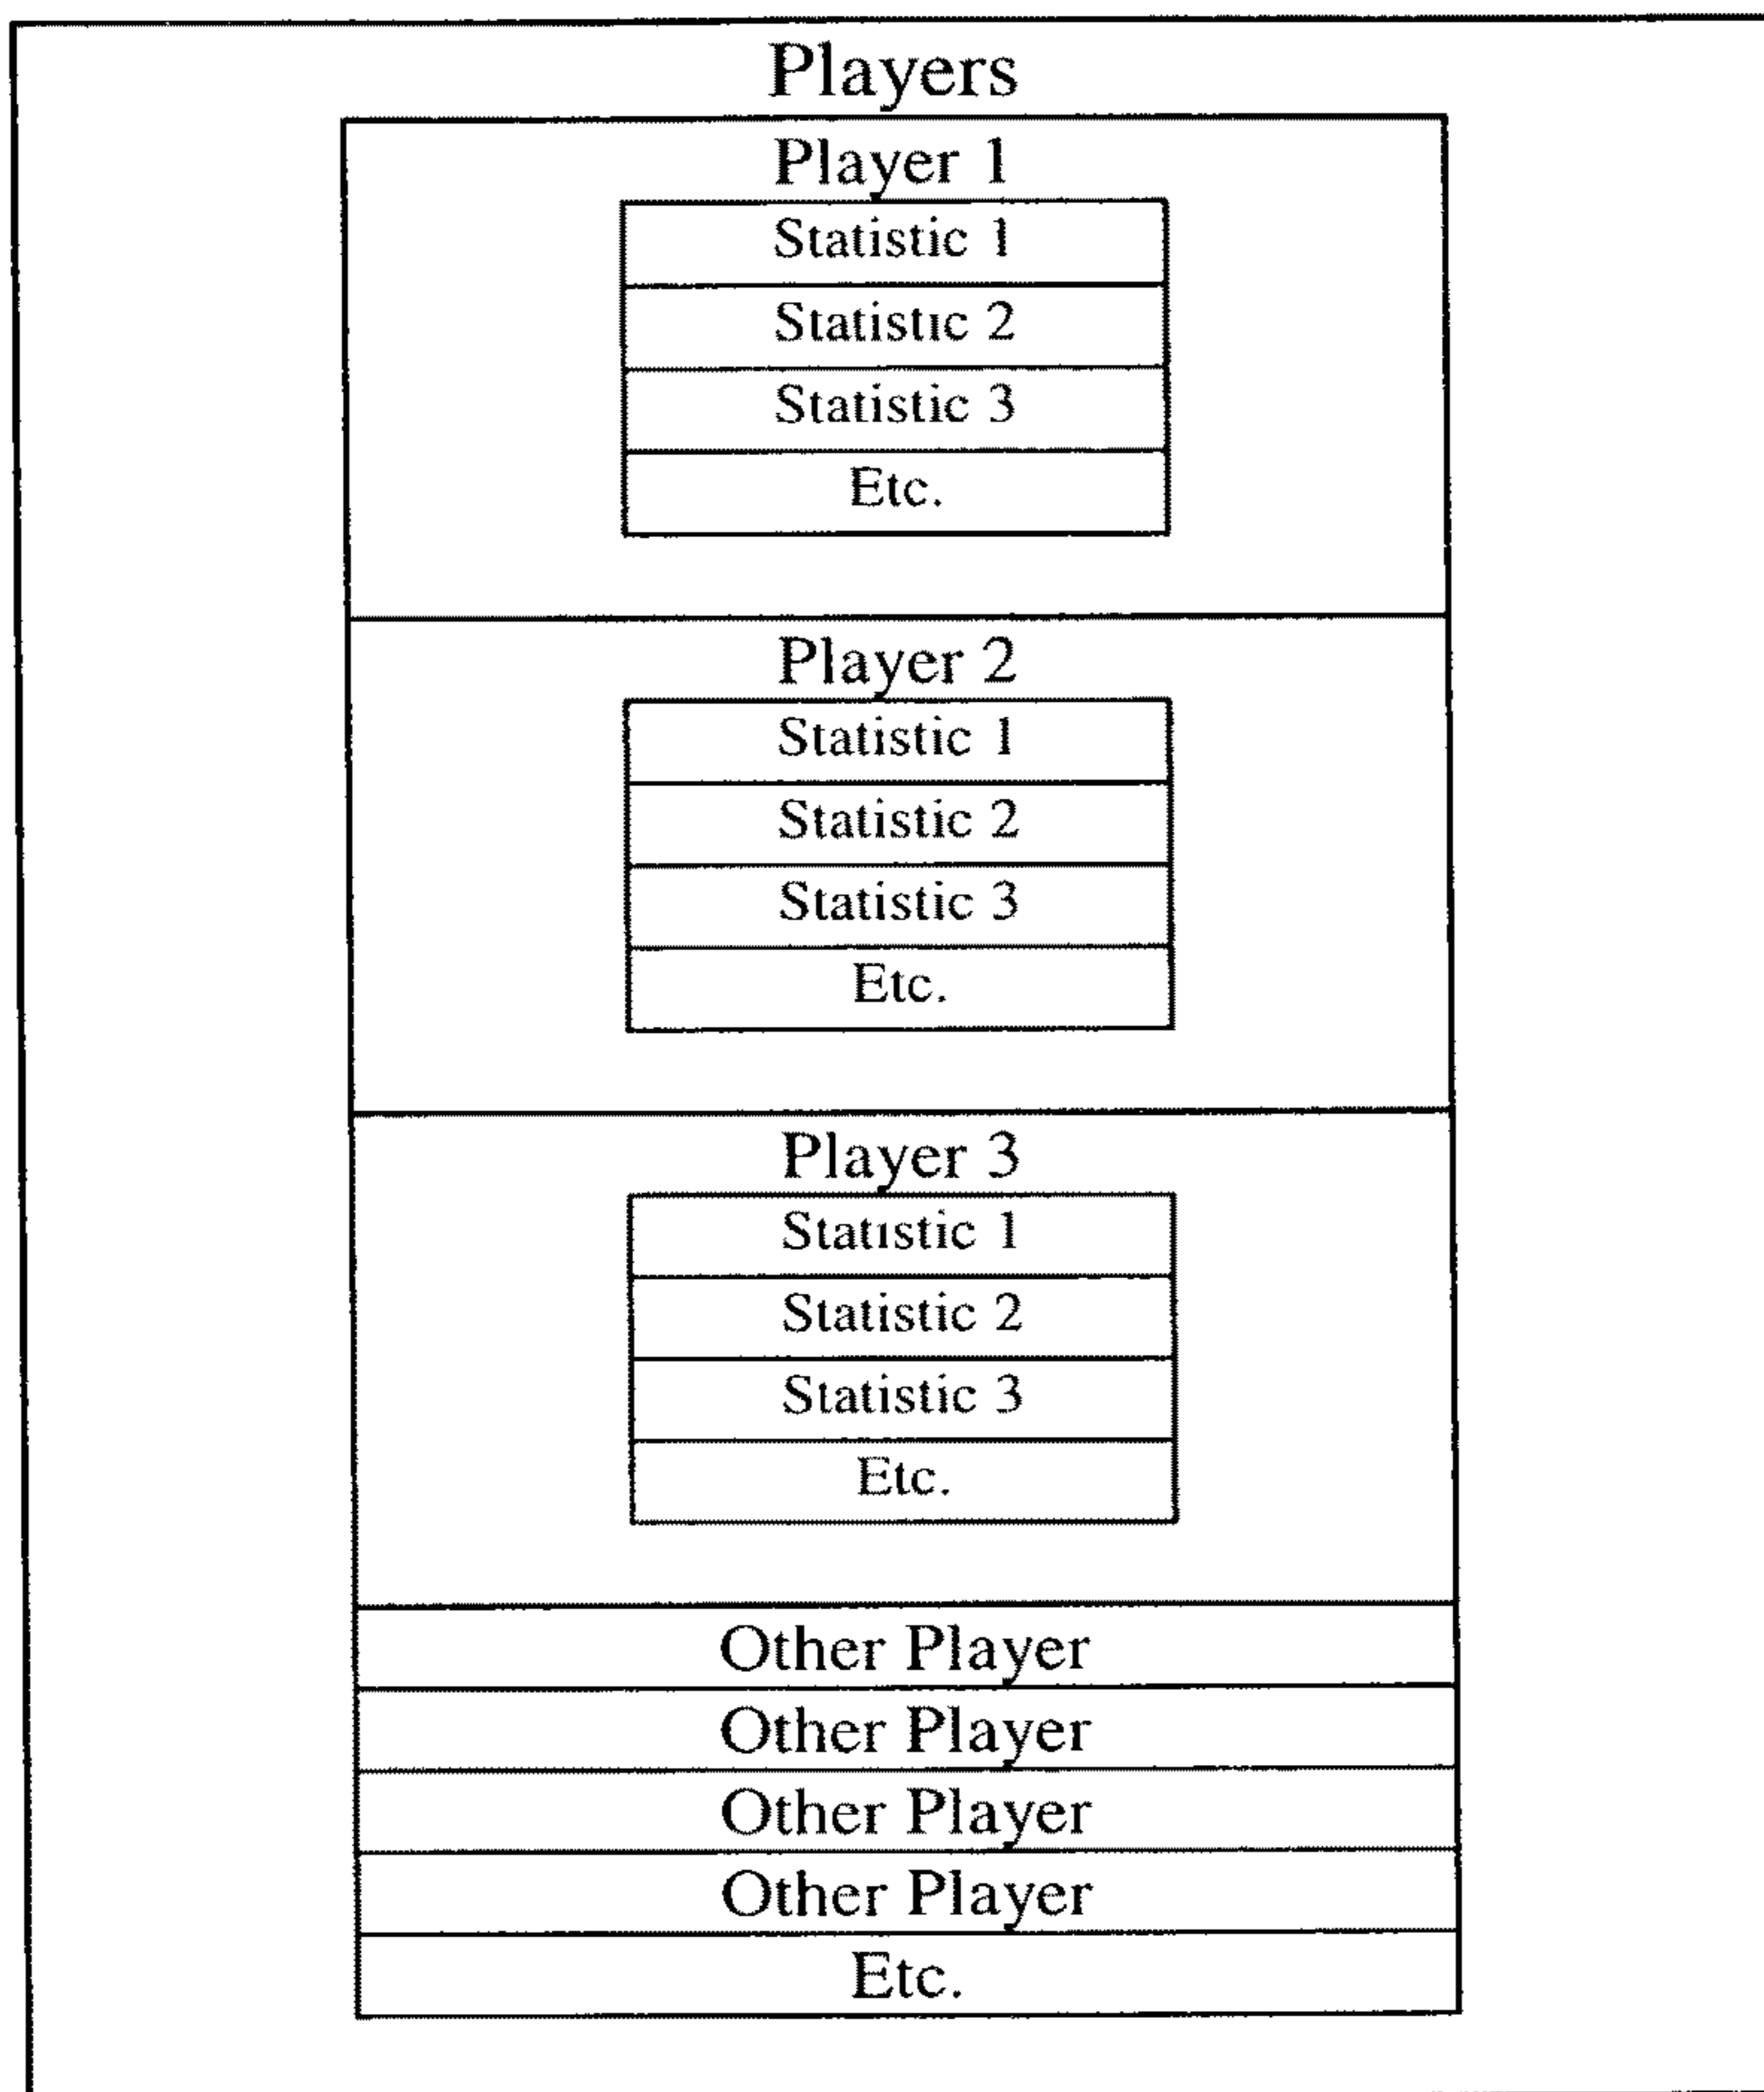 Players
Player 1
Statistic 1
Statistic 2
Statistic 3
Etc.
Player 2
Statistic 1
Statistic 2
Statistic 3
Etc.
Player 3
Statistic 1
Statistic 2
Statistic 3
Etc.
Other Player
Other Player
Other Player
Other Player
Etc.